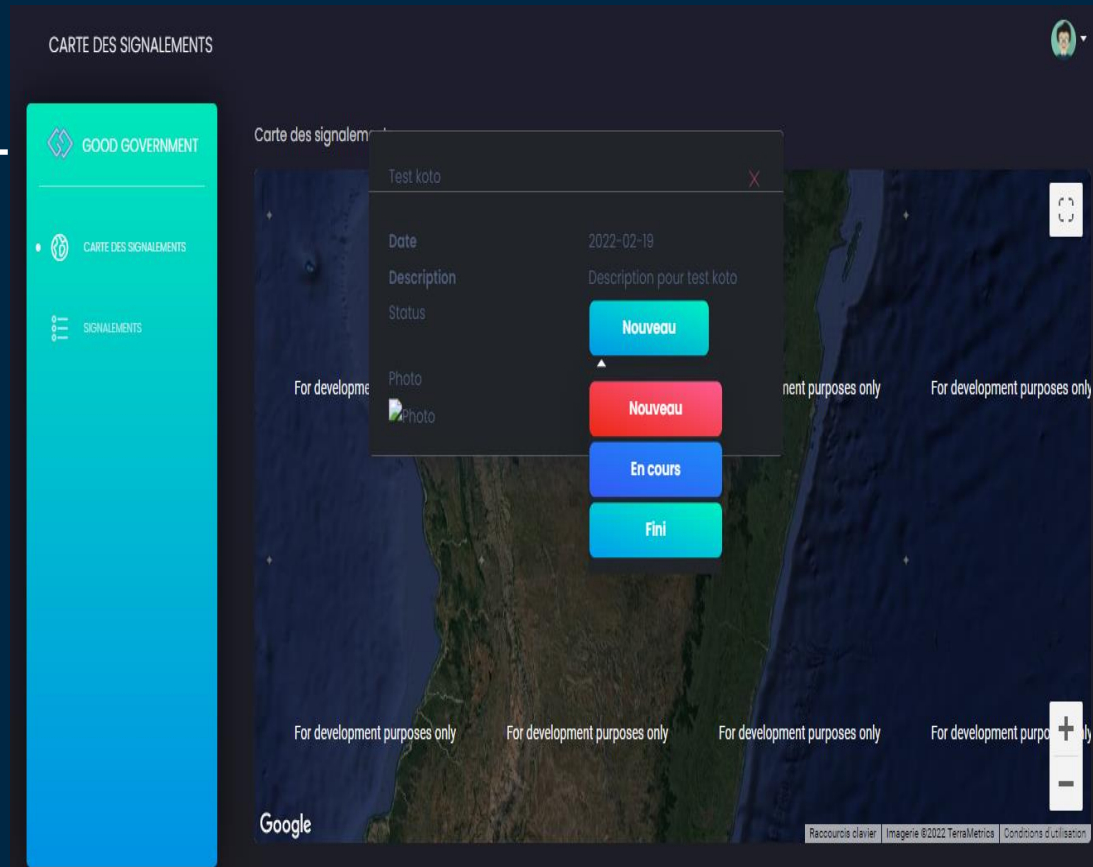 CARTE DES SIGNALEMENTS
GOOD GOVERNMENT
CARTE DES SIGNALEMENTS
SIGNALEMENTS
Carte des signalem
Test koto X
Date 2022-02-19
Description Description pour test koto
Status Nouveau
Photo
Photo
Nouveau
En cours
Fini
For developme
ment purposes only
For development purposes only
For development purposes only
For development purposes only
For development purposes only
For development purpo
ly
Google
Raccourcis clavier
Imagerie ©2022 TerraMetrics
Conditions d'utilisation